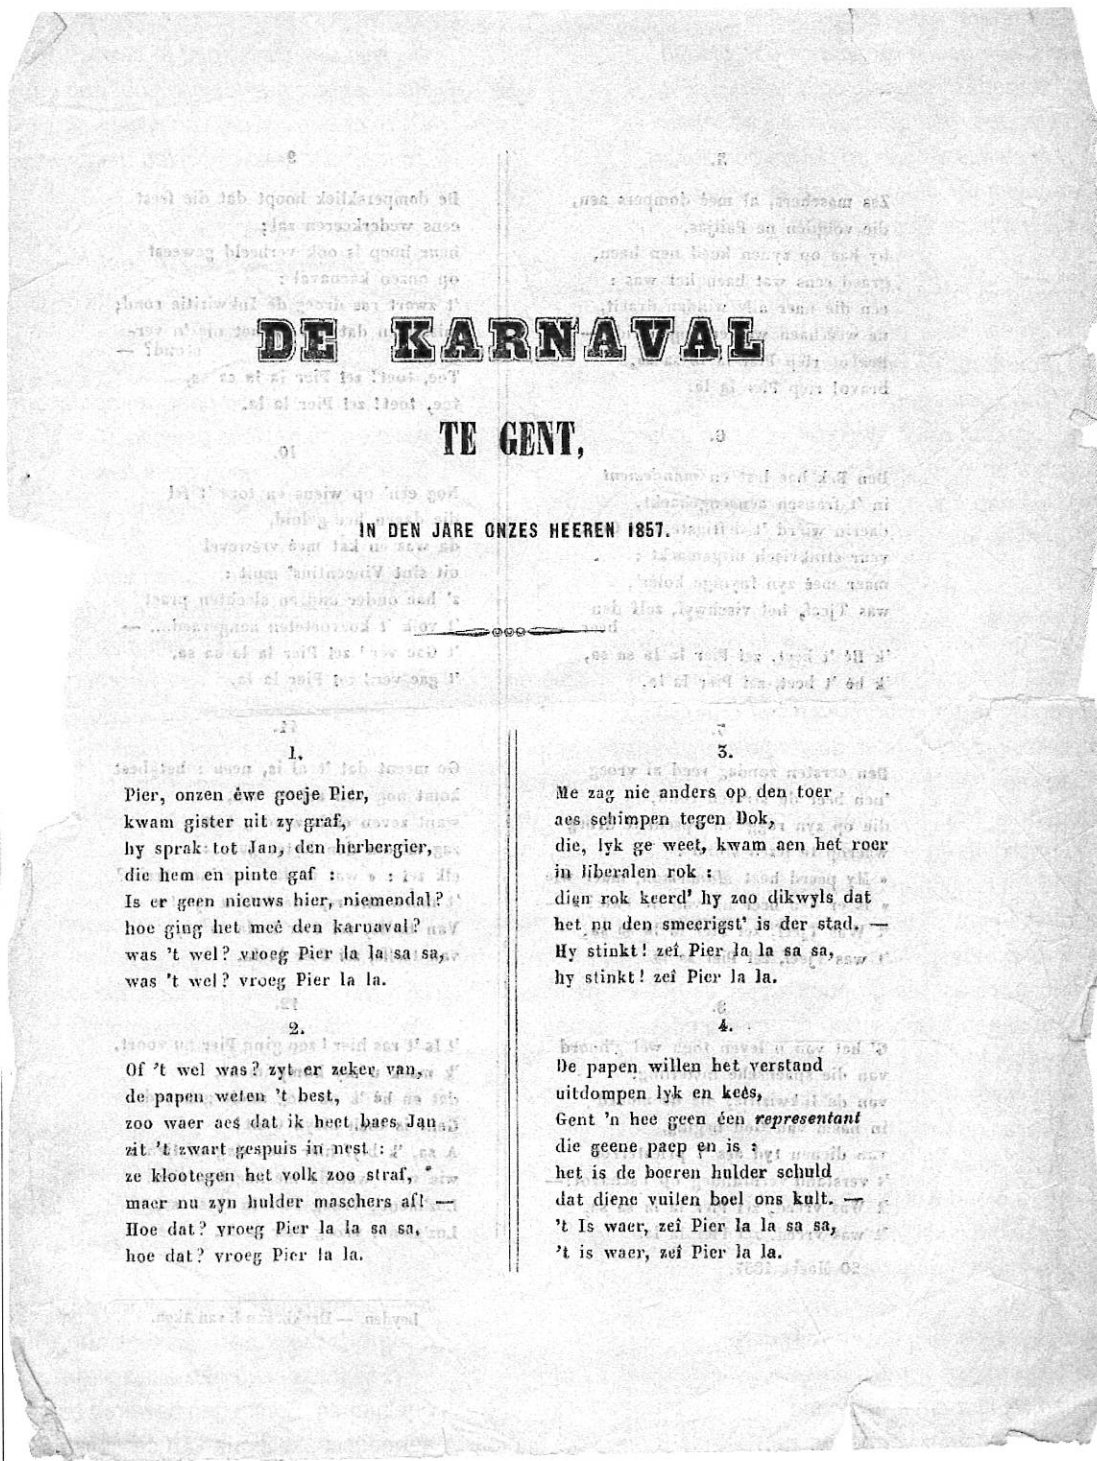 DE KARNAVAL
TE GENT,
IN DEN JARE ONZES HEEREN 1857.
1.
Pier, onzen éwe goeje Pier,
kwam gister uit zy graf,
hy sprak tot Jan, den herbergier,
die hem en pinte gaf :
Is er geen nieuws hier, niemendal?
hoe ging het meé den karnaval?
was 't wel? vroeg Pier la la sa sa,
was 't wel? vroeg Pier la la.
2.
Of 't wel was? zyt er zeker van,
de papen weten 't best,
zoo waer aes dat ik heet baes Jan
zit 't zwart gespuis in nest :
ze klootegen het volk zoo straf,
maer nu zyn hulder maschers af! —
Hoe dat? vroeg Pier la la sa sa,
hoe dat? vroeg Pier la la.
3.
Me zag nie anders op den toer
aes schimpen tegen Dok,
die, lyk ge weet, kwam aen het roer
in liberalen rok :
dien rok keerd' hy zoo dikwyls dat
het nu den smeerigst' is der stad. —
Hy stinkt! zeî Pier la la sa sa,
hy stinkt! zeî Pier la la.
4.
De papen willen het verstand
uitdompen lyk en keês,
Gent 'n hee geen éen representant
die geene paep en is :
het is de boeren hulder schuld
dat diene vuilen boel ons kult. —
't Is waer, zeî Pier la la sa sa,
't is waer, zeî Pier la la.